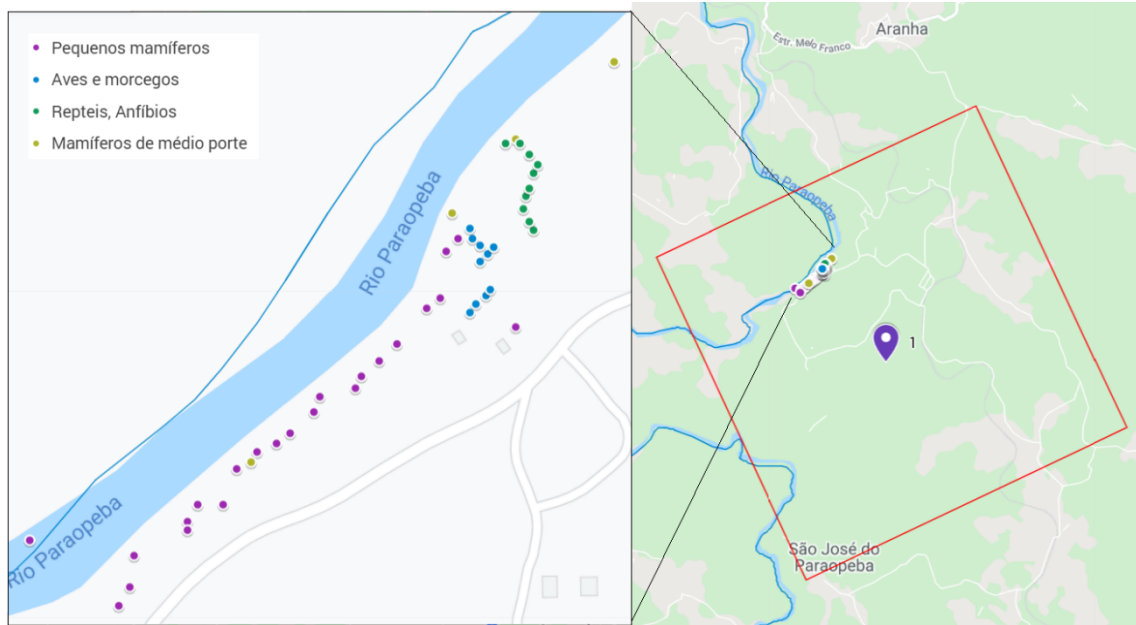 Pequenos mamíferos
Aves e morcegos
Repteis, Anfíbios
Mamíferos de médio porte
Rio Paraopeba
Rio Paraopeba
Aranha
Estr. Melo Franco
Rio Paraopeba
1
São José do
Paraopeba